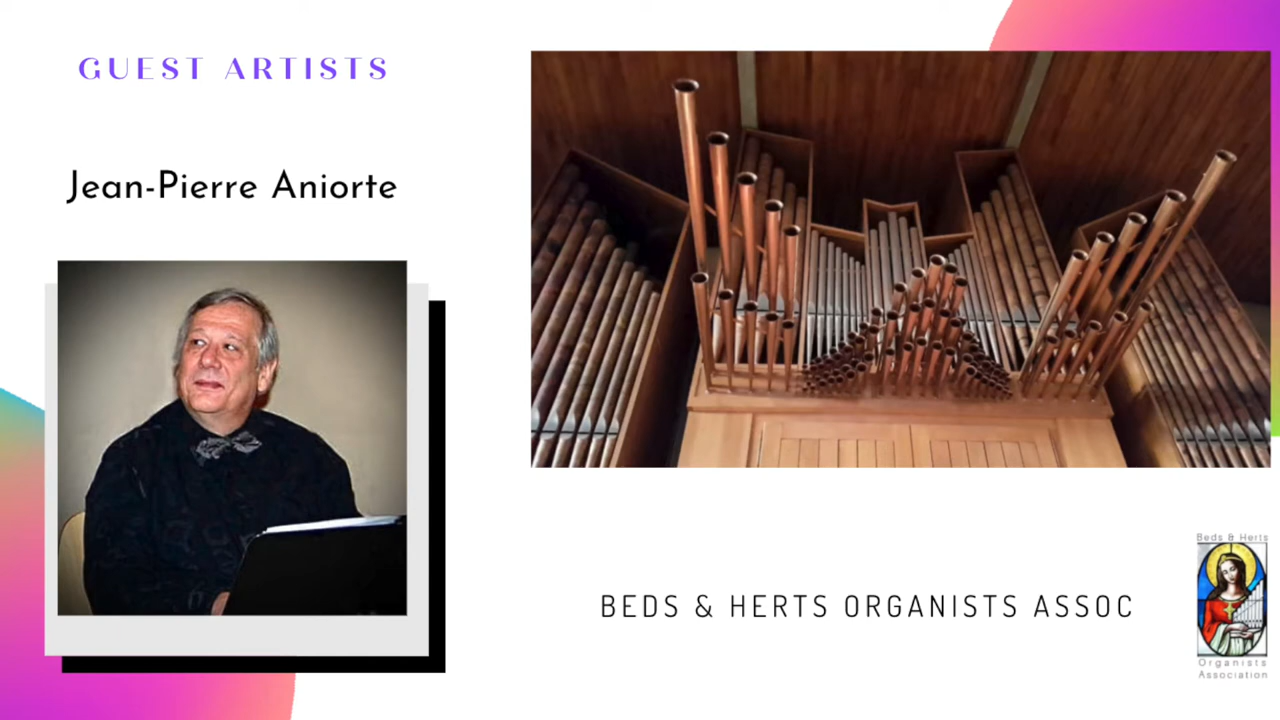 GUEST ARTISTS
Jean-Pierre Aniorte
BEDS & HERTS ORGANISTS ASSOC
Beds & Herts
Organists
Association